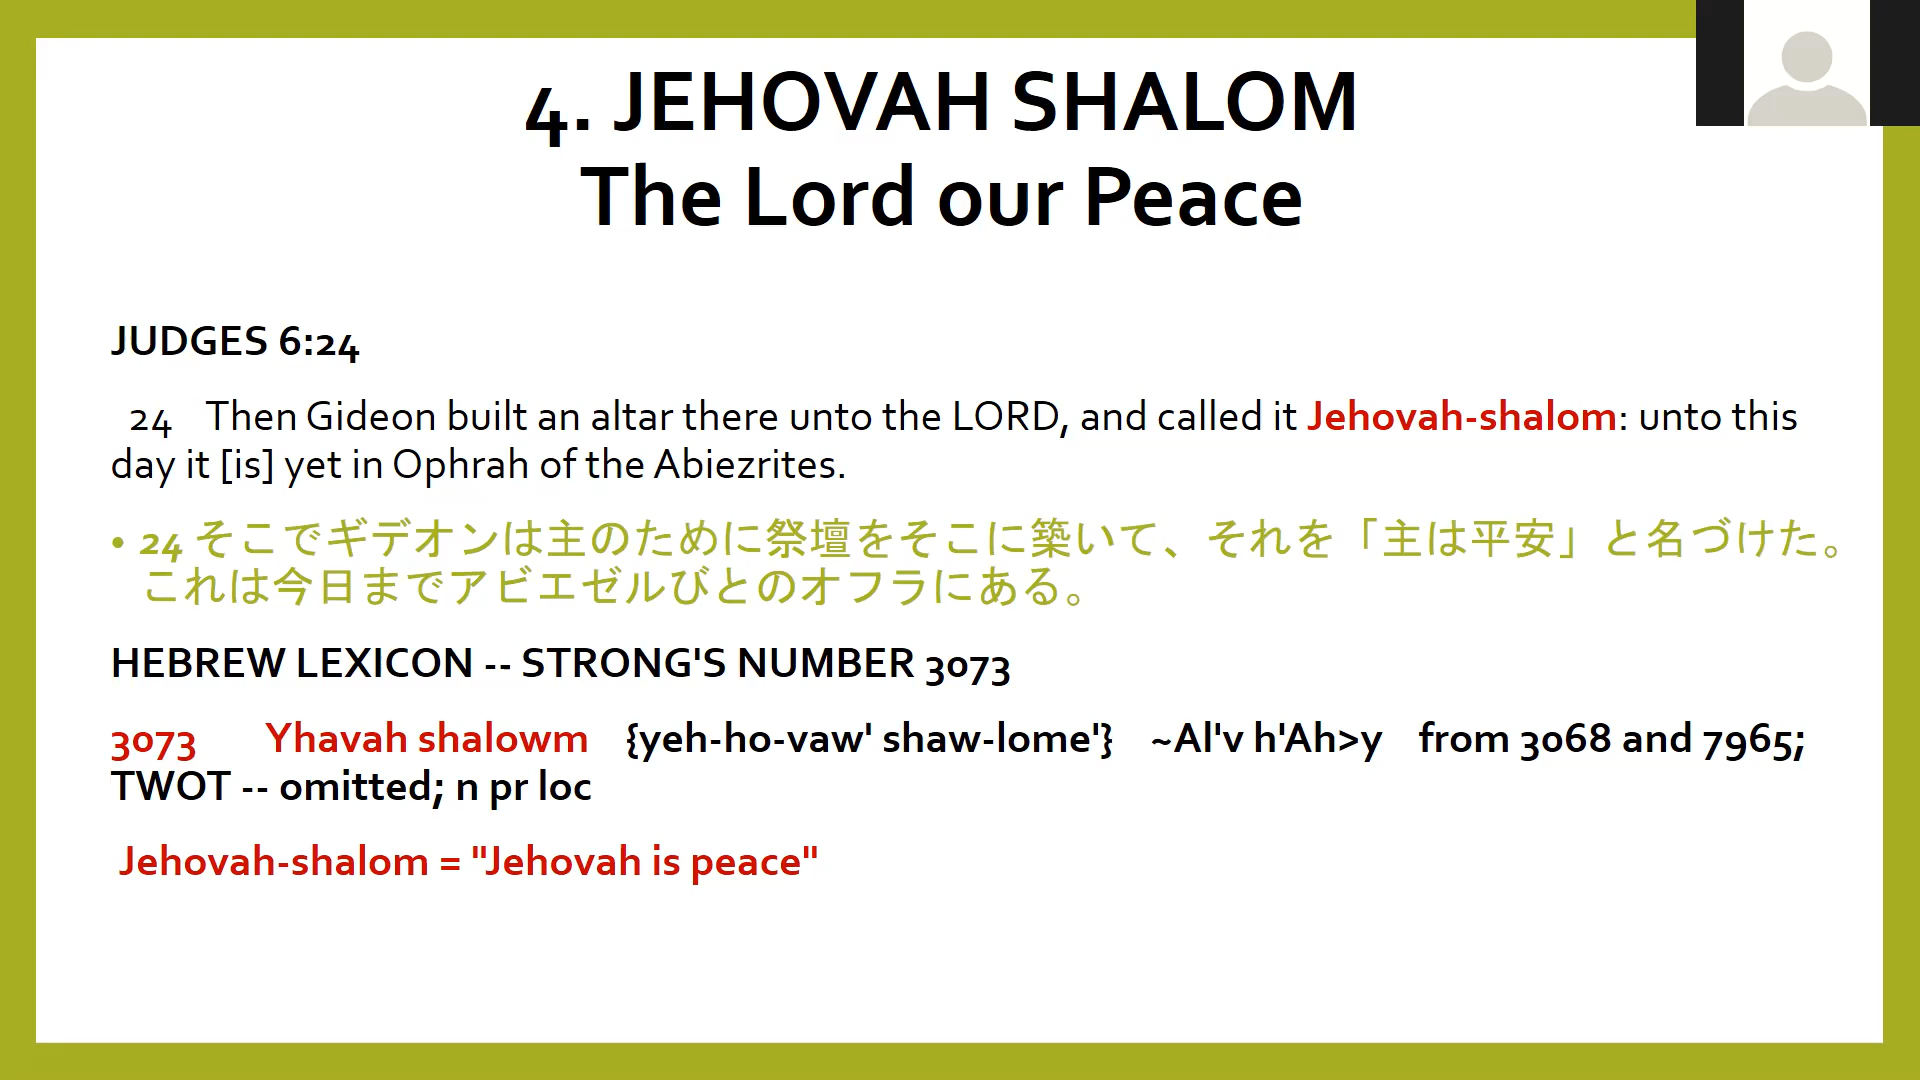 4. JEHOVAH SHALOM
The Lord our Peace
JUDGES 6:24
24 Then Gideon built an altar there unto the LORD, and called it Jehovah-shalom: unto this
day it [is] yet in Ophrah of the Abiezrites.
• 24 そこでギデオンは主のために祭壇をそこに築いて、それを「主は平安」と名づけた。
これは今日までアビエゼルびとのオフラにある。
HEBREW LEXICON -- STRONG'S NUMBER 3073
3073 Yhavah shalowm {yeh-ho-vaw' shaw-lome'} ~Al'v h'Ah>y from 3068 and 7965;
TWOT -- omitted; n pr loc
Jehovah-shalom = "Jehovah is peace"